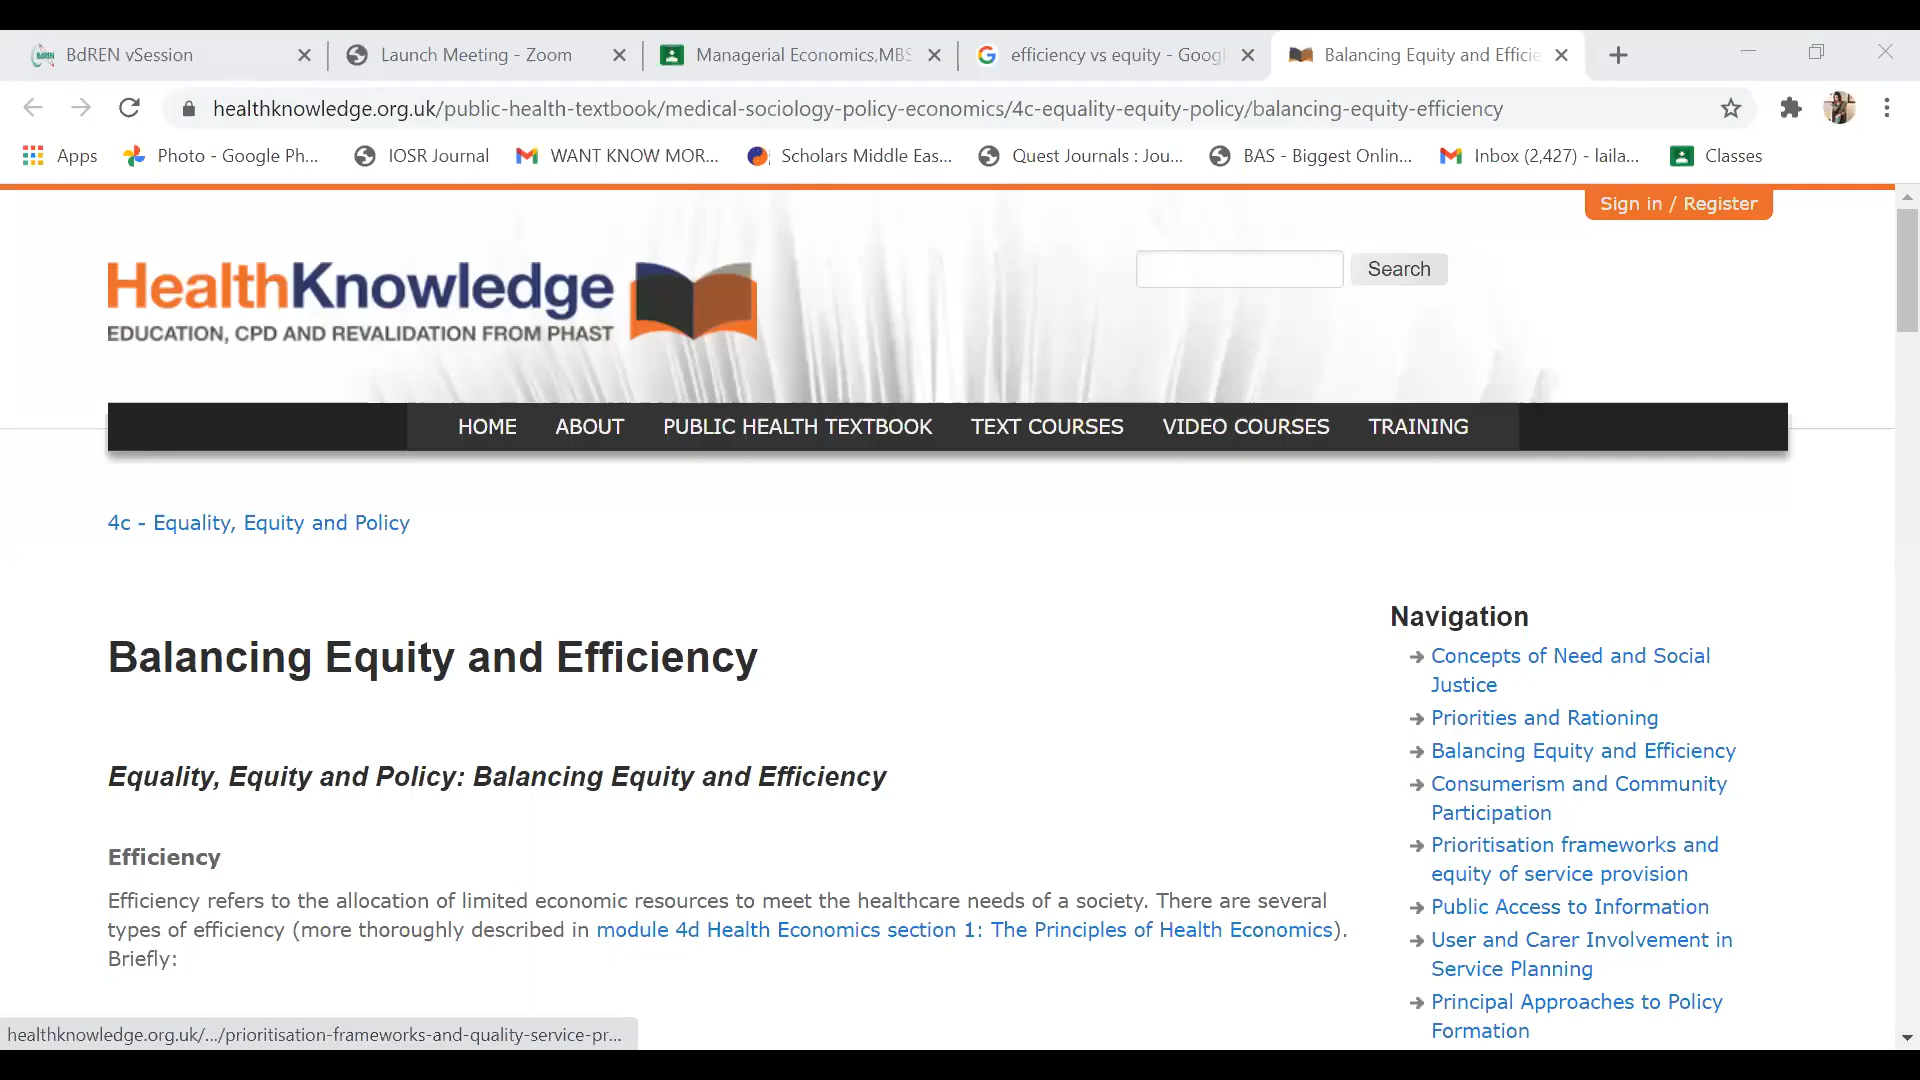 BdREN vSession
Launch Meeting - Zoom
Managerial Economics,MBS
efficiency vs equity - Googl
Balancing Equity and Efficie
healthknowledge.org.uk/public-health-textbook/medical-sociology-policy-economics/4c-equality-equity-policy/balancing-equity-efficiency
Apps
Photo - Google Ph...
IOSR Journal
WANT KNOW MOR...
Scholars Middle Eas...
Quest Journals : Jou...
BAS - Biggest Onlin...
Inbox (2,427) - laila...
Classes
Sign in / Register
Search
HealthKnowledge
EDUCATION, CPD AND REVALIDATION FROM PHAST
HOME
ABOUT
PUBLIC HEALTH TEXTBOOK
TEXT COURSES
VIDEO COURSES
TRAINING
4c - Equality, Equity and Policy
Balancing Equity and Efficiency
Equality, Equity and Policy: Balancing Equity and Efficiency
Efficiency
Efficiency refers to the allocation of limited economic resources to meet the healthcare needs of a society. There are several
types of efficiency (more thoroughly described in module 4d Health Economics section 1: The Principles of Health Economics).
Briefly:
Navigation
Concepts of Need and Social
Justice
Priorities and Rationing
Balancing Equity and Efficiency
Consumerism and Community
Participation
Prioritisation frameworks and
equity of service provision
Public Access to Information
User and Carer Involvement in
Service Planning
Principal Approaches to Policy
Formation
healthknowledge.org.uk/.../prioritisation-frameworks-and-quality-service-pr...